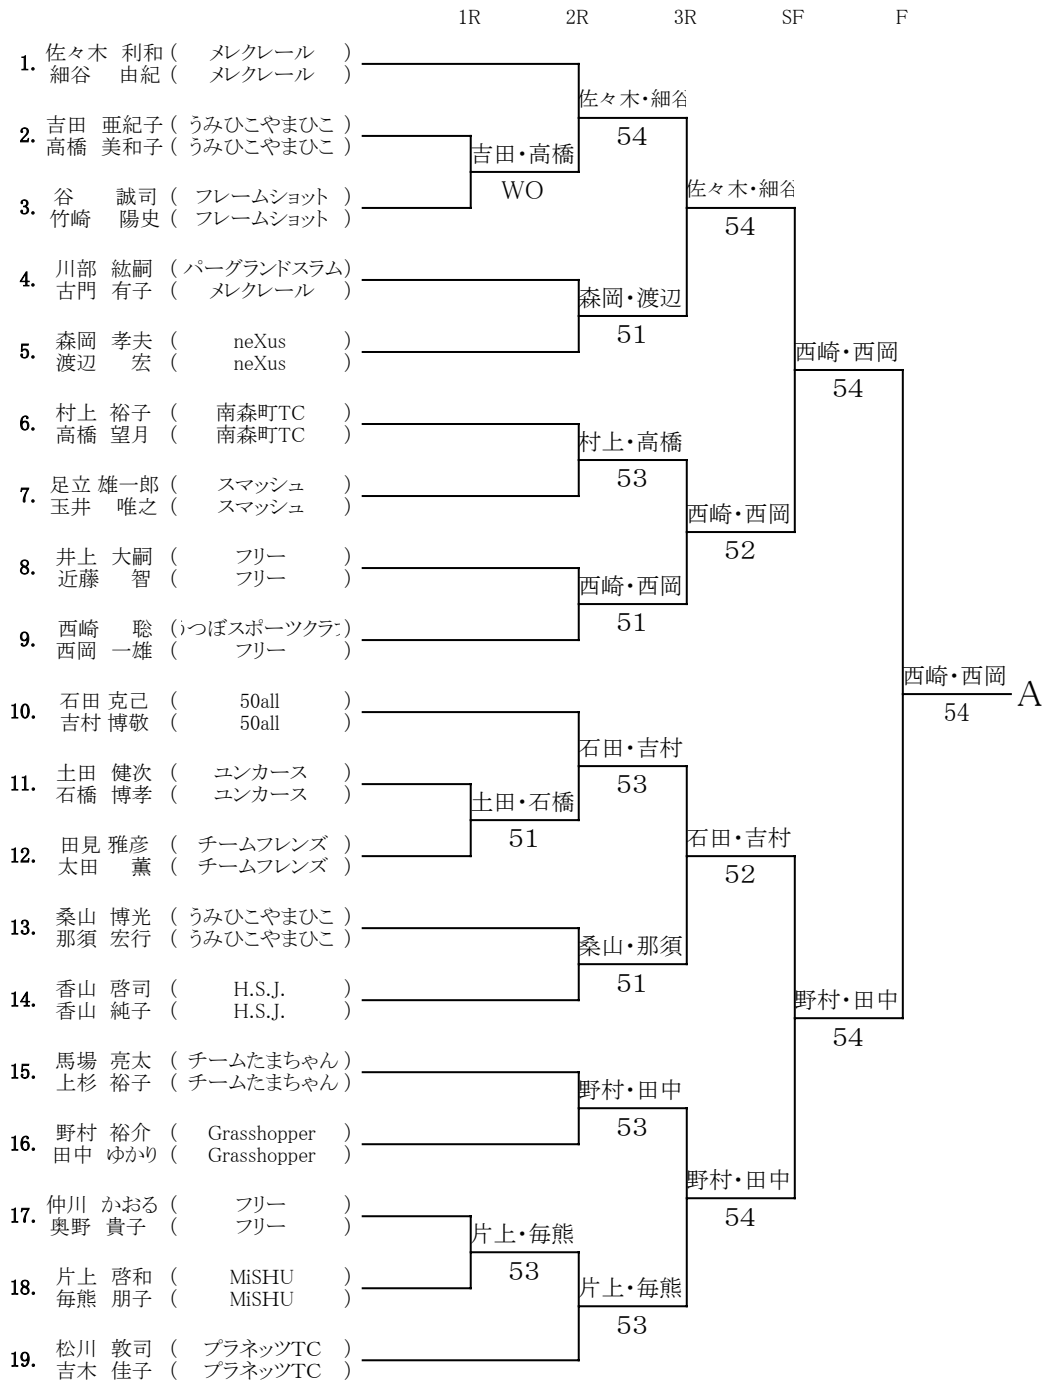 1R 2R 3R SF F
1. 佐々木 利和 ( メレクレール )
細谷 由紀 ( メレクレール )
佐々木・細谷
54
2. 吉田 亜紀子 ( うみひこやまひこ )
高橋 美和子 ( うみひこやまひこ )
吉田・高橋
WO
佐々木・細谷
54
3. 谷 誠司 ( フレームショット )
竹崎 陽史 ( フレームショット )
4. 川部 紘嗣 ( パーグランドスラム)
古門 有子 ( メレクレール )
森岡・渡辺
51
5. 森岡 孝夫 ( neXus )
渡辺 宏 ( neXus )
西崎・西岡
54
6. 村上 裕子 ( 南森町TC )
高橋 望月 ( 南森町TC )
村上・高橋
53
7. 足立 雄一郎 ( スマッシュ )
玉井 唯之 ( スマッシュ )
西崎・西岡
52
8. 井上 大嗣 ( フリー )
近藤 智 ( フリー )
西崎・西岡
51
9. 西崎 聡 (うつぼスポーツクラブ)
西岡 一雄 ( フリー )
西崎・西岡
54
A
10. 石田 克己 ( 50all )
吉村 博敬 ( 50all )
石田・吉村
53
11. 土田 健次 ( ユンカース )
石橋 博孝 ( ユンカース )
土田・石橋
51
12. 田見 雅彦 ( チームフレンズ )
太田 薫 ( チームフレンズ )
石田・吉村
52
13. 桑山 博光 ( うみひこやまひこ )
那須 宏行 ( うみひこやまひこ )
桑山・那須
51
14. 香山 啓司 ( H.S.J. )
香山 純子 ( H.S.J. )
野村・田中
54
15. 馬場 亮太 ( チームたまちゃん)
上杉 裕子 ( チームたまちゃん)
野村・田中
53
16. 野村 裕介 ( Grasshopper )
田中 ゆかり ( Grasshopper )
野村・田中
54
17. 仲川 かおる ( フリー )
奥野 貴子 ( フリー )
片上・毎熊
53
18. 片上 啓和 ( MiSHU )
毎熊 朋子 ( MiSHU )
片上・毎熊
53
19. 松川 敦司 ( プラネッツTC )
吉木 佳子 ( プラネッツTC )